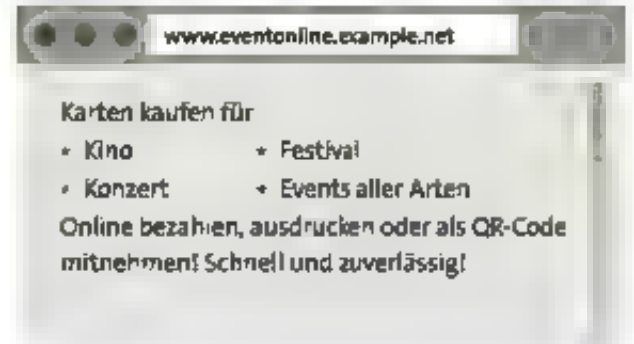 www.eventonline.example.net
Karten kaufen für
• Kino • Festival
• Konzert • Events aller Arten
Online bezahlen, ausdrucken oder als QR-Code
mitnehmen! Schnell und zuverlässig!